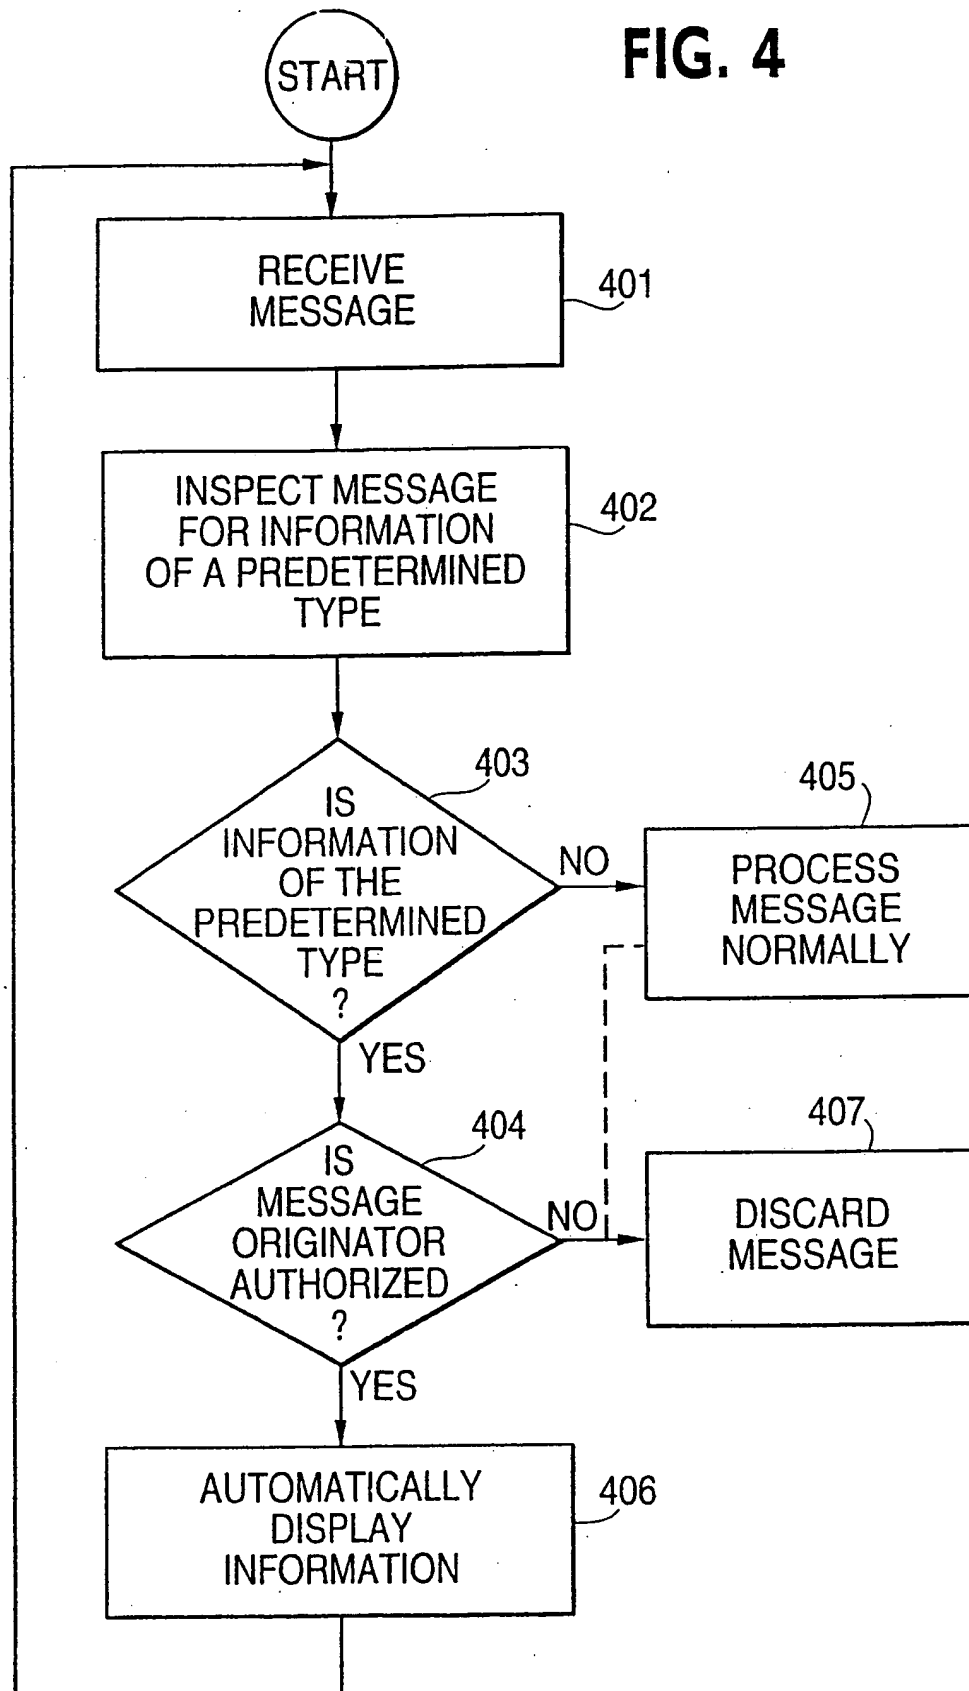 FIG. 4
START
RECEIVE
MESSAGE
401
INSPECT MESSAGE
FOR INFORMATION
OF A PREDETERMINED
TYPE
402
403
IS
INFORMATION
OF THE
PREDETERMINED
TYPE
?
NO
YES
405
PROCESS
MESSAGE
NORMALLY
404
IS
MESSAGE
ORIGINATOR
AUTHORIZED
?
NO
YES
407
DISCARD
MESSAGE
AUTOMATICALLY
DISPLAY
INFORMATION
406